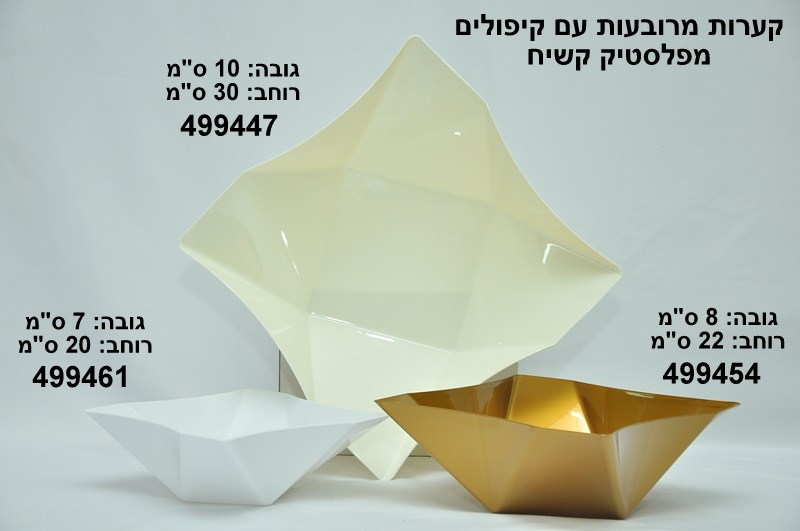 קערות מרובעות עם קיפולים
מפלסטיק קשיח
גובה: 10 ס"מ
רוחב: 30 ס"מ
499447
גובה: 8 ס"מ
רוחב: 22 ס"מ
499454
גובה: 7 ס"מ
רוחב: 20 ס"מ
499461